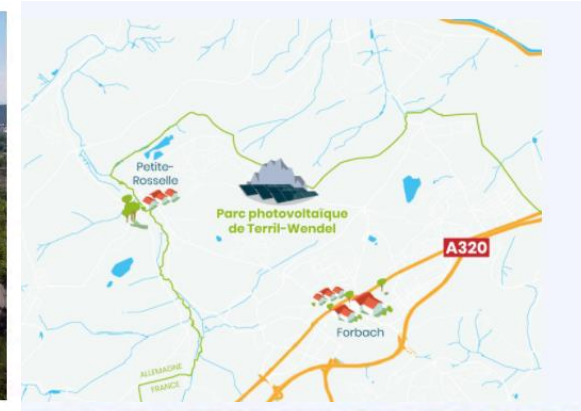 Petite-
Rosselle
Parc photovoltaïque
de Terril-Wendel
A320
Forbach
ALLEMAGNE
FRANCE